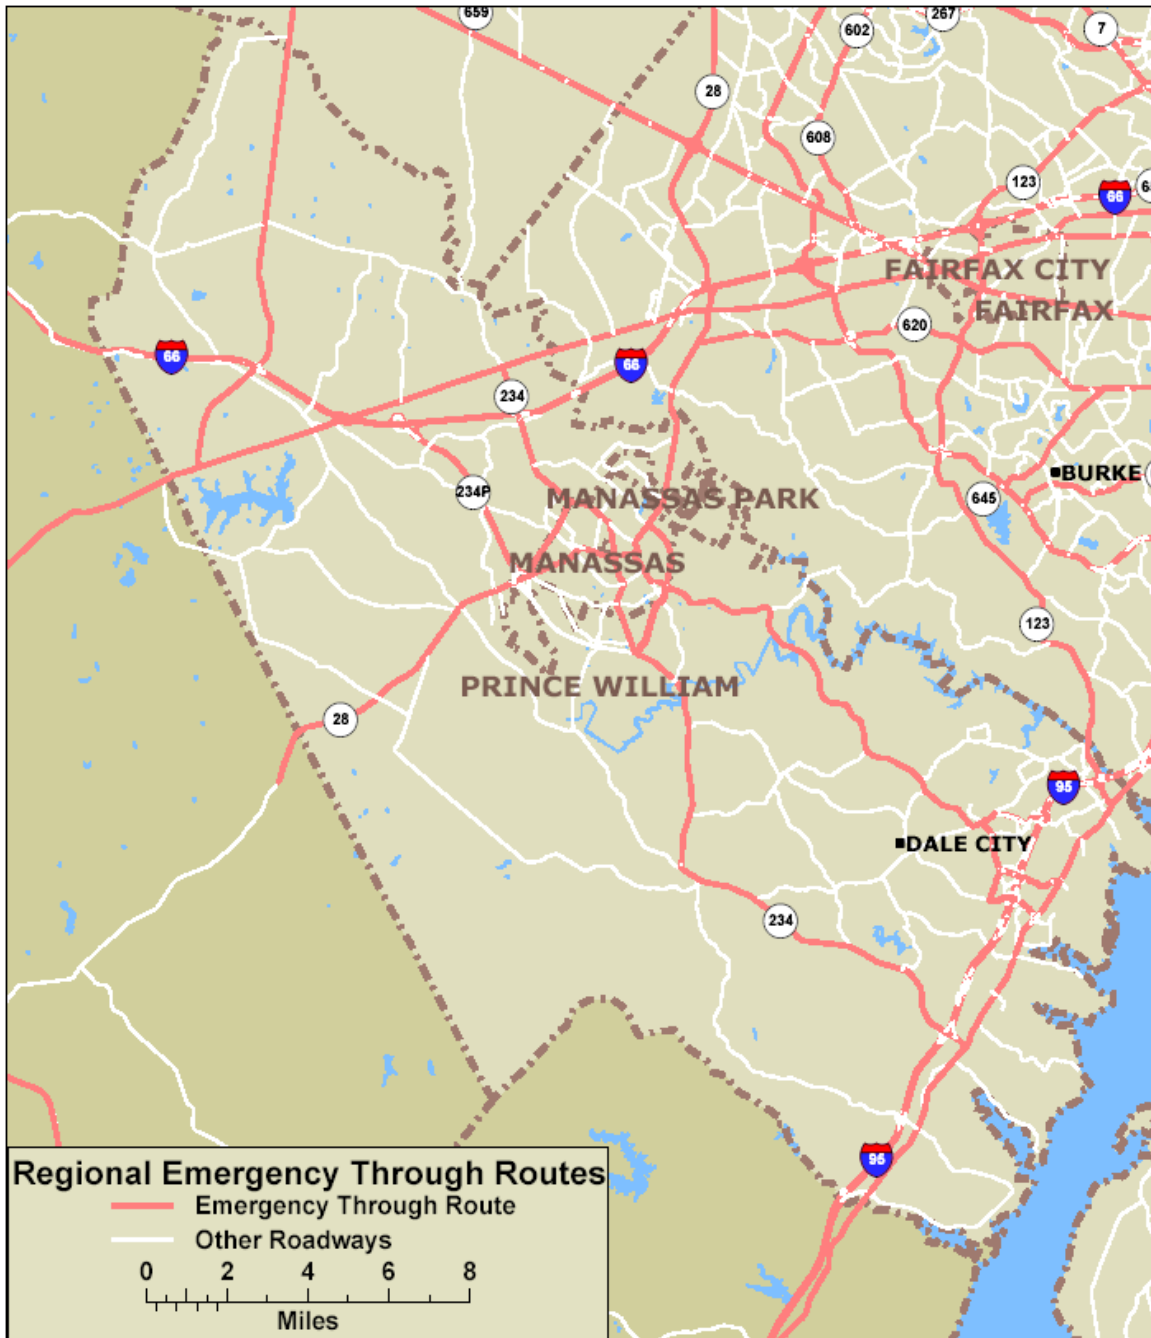 659
267
602
7
28
608
123
66
FAIRFAX CITY
FAIRFAX
620
66
66
234
BURKE
234P
MANASSAS PARK
645
MANASSAS
123
PRINCE WILLIAM
28
95
DALE CITY
234
95
Regional Emergency Through Routes
Emergency Through Route
Other Roadways
0 2 4 6 8
Miles